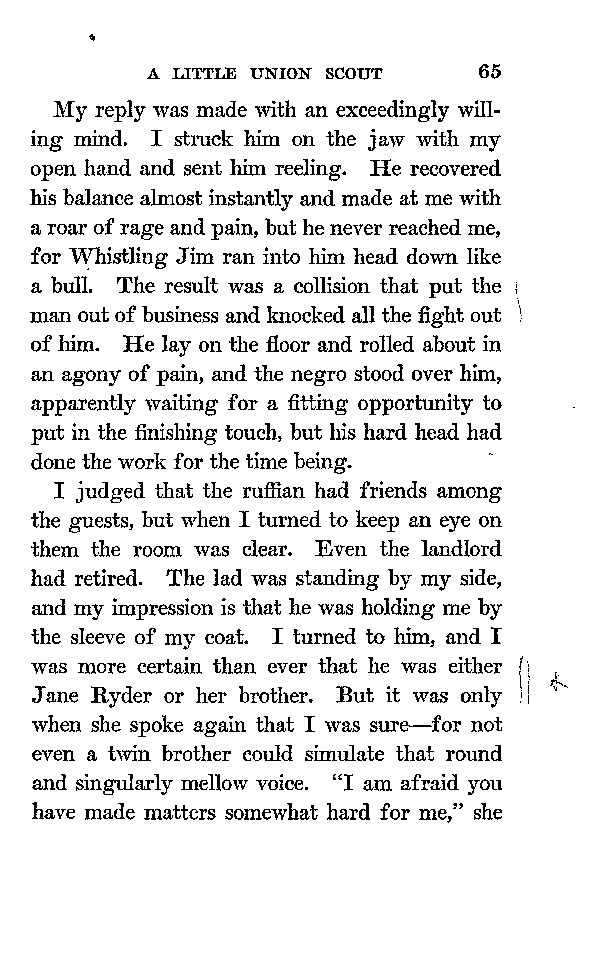 A LITTLE UNION SCOUT 65
My reply was made with an exceedingly will-
ing mind. I struck him on the jaw with my
open hand and sent him reeling. He recovered
his balance almost instantly and made at me with
a roar of rage and pain, but he never reached me,
for Whistling Jim ran into him head down like
a bull. The result was a collision that put the
man out of business and knocked all the fight out
of him. He lay on the floor and rolled about in
an agony of pain, and the negro stood over him,
apparently waiting for a fitting opportunity to
put in the finishing touch, but his hard head had
done the work for the time being.
I judged that the ruffian had friends among
the guests, but when I turned to keep an eye on
them the room was clear. Even the landlord
had retired. The lad was standing by my side,
and my impression is that he was holding me by
the sleeve of my coat. I turned to him, and I
was more certain than ever that he was either
Jane Ryder or her brother. But it was only
when she spoke again that I was sure—for not
even a twin brother could simulate that round
and singularly mellow voice. “I am afraid you
have made matters somewhat hard for me,” she